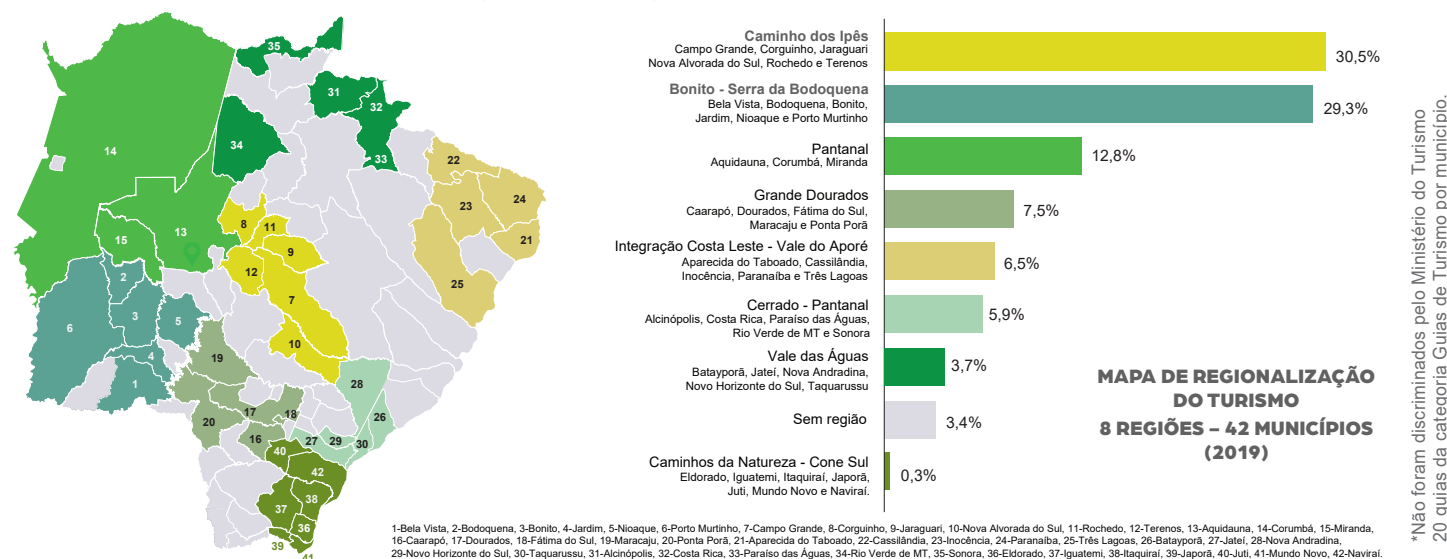 Caminho dos Ipês
Campo Grande, Corguinho, Jaraguari
Nova Alvorada do Sul, Rochedo e Terenos
30,5%
Bonito - Serra da Bodoquena
Bela Vista, Bodoquena, Bonito,
Jardim, Nioaque e Porto Murtinho
29,3%
Pantanal
Aquidauna, Corumbá, Miranda
12,8%
Grande Dourados
Caarapó, Dourados, Fátima do Sul,
Maracaju e Ponta Porã
7,5%
Integração Costa Leste - Vale do Aporé
Aparecida do Taboado, Cassilândia,
Inocência, Paranaíba e Três Lagoas
6,5%
Cerrado - Pantanal
Alcinópolis, Costa Rica, Paraíso das Águas,
Rio Verde de MT e Sonora
5,9%
Vale das Águas
Batayporã, Jateí, Nova Andradina,
Novo Horizonte do Sul, Taquarussu
3,7%
Sem região
3,4%
Caminhos da Natureza - Cone Sul
Eldorado, Iguatemi, Itaquiraí, Japorã,
Juti, Mundo Novo e Naviraí.
0,3%
MAPA DE REGIONALIZAÇÃO
DO TURISMO
8 REGIÕES – 42 MUNICÍPIOS
(2019)
*Não foram discriminados pelo Ministério do Turismo
20 guias da categoria Guias de Turismo por município.
35
31
3
32
34
33
14
22
24
23
21
25
8
11
13
15
9
12
2
7
6
3
5
10
4
19
1
28
17
18
26
20
16
27
29
30
40
42
38
37
36
39
41
1-Bela Vista, 2-Bodoquena, 3-Bonito, 4-Jardim, 5-Nioaque, 6-Porto Murtinho, 7-Campo Grande, 8-Corguinho, 9-Jaraguari, 10-Nova Alvorada do Sul, 11-Rochedo, 12-Terenos, 13-Aquidauna, 14-Corumbá, 15-Miranda,
16-Caarapó, 17-Dourados, 18-Fátima do Sul, 19-Maracaju, 20-Ponta Porã, 21-Aparecida do Taboado, 22-Cassilândia, 23-Inocência, 24-Paranaíba, 25-Três Lagoas, 26-Batayporã, 27-Jateí, 28-Nova Andradina,
29-Novo Horizonte do Sul, 30-Taquarussu, 31-Alcinópolis, 32-Costa Rica, 33-Paraíso das Águas, 34-Rio Verde de MT, 35-Sonora, 36-Eldorado, 37-Iguatemi, 38-Itaquiraí, 39-Japorã, 40-Juti, 41-Mundo Novo, 42-Naviraí.